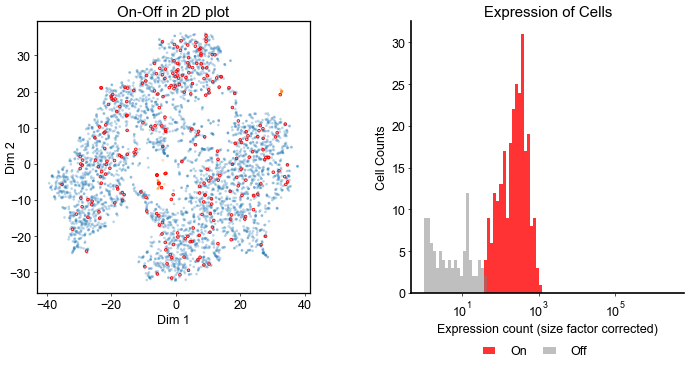 On-Off in 2D plot
Dim 2
30
20
10
0
−10
−20
−30
−40
−20
0
20
40
Dim 1
Expression of Cells
Cell Counts
30
25
20
15
10
5
0
10^1
10^3
10^5
Expression count (size factor corrected)
On
Off